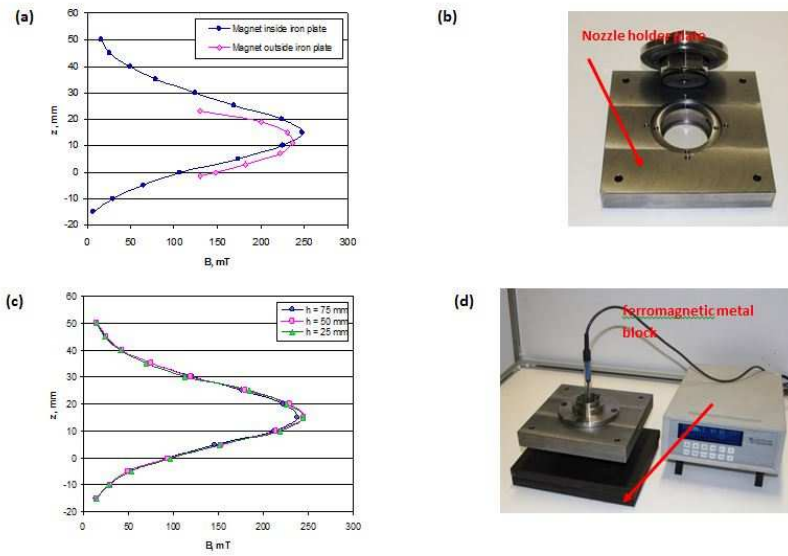 (a)
Magnet inside iron plate
Magnet outside iron plate
60
50
40
30
20
10
0
-10
-20
z, mm
0 50 100 150 200 250 300
B, mT
(b)
Nozzle holder plate
(c)
h = 75 mm
h = 50 mm
h = 25 mm
60
50
40
30
20
10
0
-10
-20
z, mm
0 50 100 150 200 250 300
B, mT
(d)
ferromagnetic metal
block